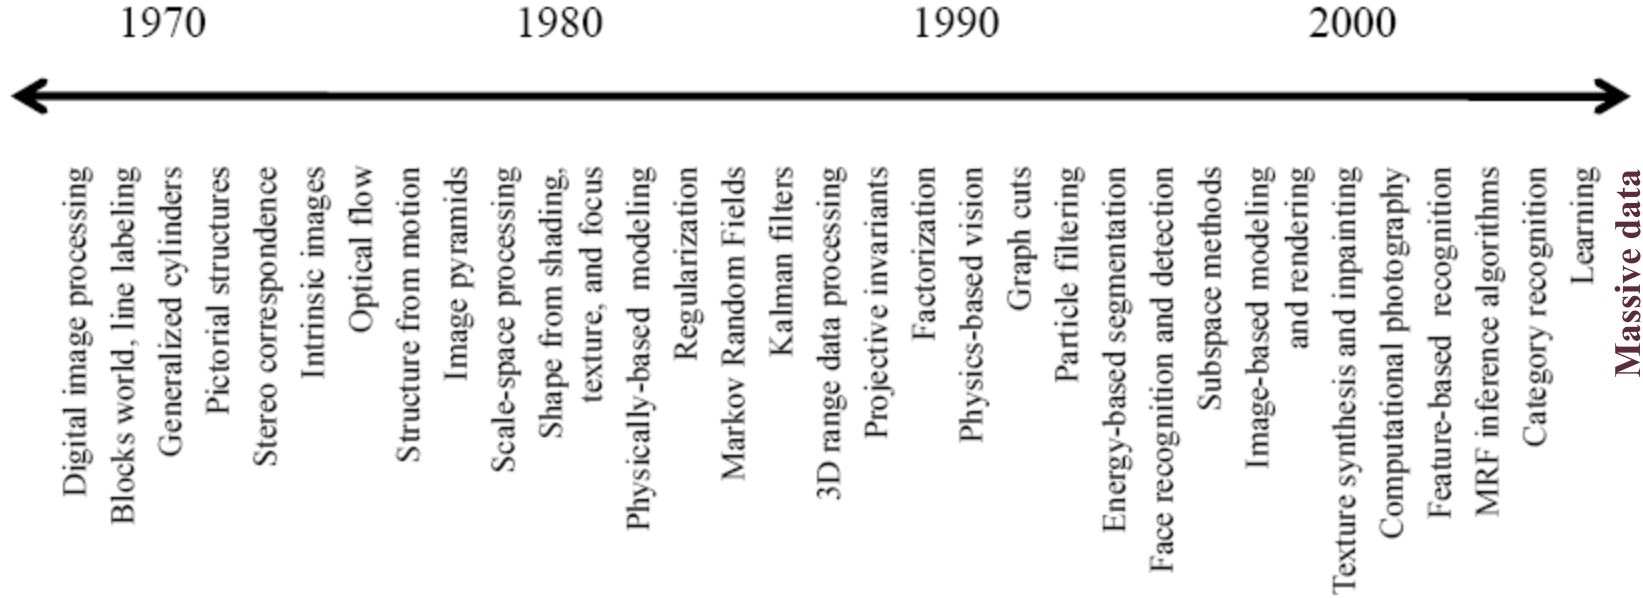 1970
1980
1990
2000
Digital image processing
Blocks world, line labeling
Generalized cylinders
Pictorial structures
Stereo correspondence
Intrinsic images
Optical flow
Structure from motion
Image pyramids
Scale-space processing
Shape from shading,
texture, and focus
Physically-based modeling
Regularization
Markov Random Fields
Kalman filters
3D range data processing
Projective invariants
Factorization
Physics-based vision
Graph cuts
Particle filtering
Energy-based segmentation
Face recognition and detection
Subspace methods
Image-based modeling
and rendering
Texture synthesis and inpainting
Computational photography
Feature-based recognition
MRF inference algorithms
Category recognition
Learning
Massive data